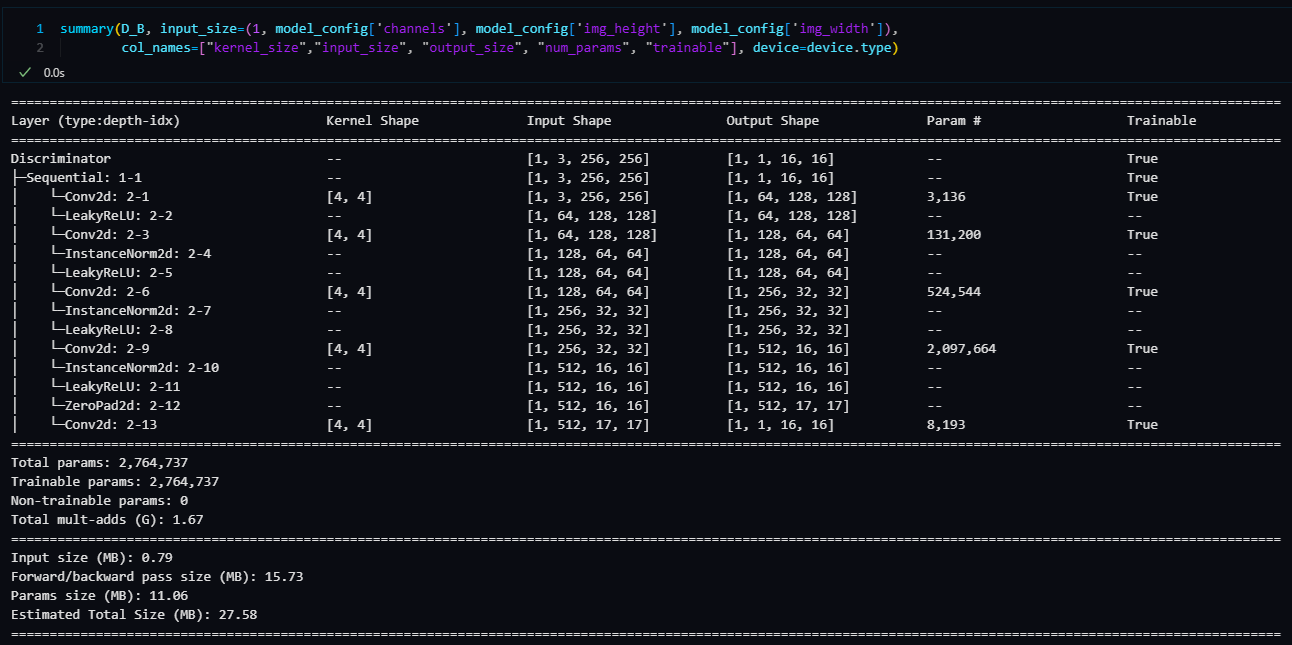 1 summary(D_B, input_size=(1, model_config['channels'], model_config['img_height'], model_config['img_width']),
2 col_names=["kernel_size","input_size", "output_size", "num_params", "trainable"], device=device.type)
✓ 0.0s
==========================================================================================
Layer (type:depth-idx) Kernel Shape Input Shape Output Shape Param # Trainable
==========================================================================================
Discriminator -- [1, 3, 256, 256] [1, 1, 16, 16] -- True
├─Sequential: 1-1 -- [1, 3, 256, 256] [1, 1, 16, 16] -- True
│ └─Conv2d: 2-1 [4, 4] [1, 3, 256, 256] [1, 64, 128, 128] 3,136 True
│ └─LeakyReLU: 2-2 -- [1, 64, 128, 128] [1, 64, 128, 128] -- --
│ └─Conv2d: 2-3 [4, 4] [1, 64, 128, 128] [1, 128, 64, 64] 131,200 True
│ └─InstanceNorm2d: 2-4 -- [1, 128, 64, 64] [1, 128, 64, 64] -- --
│ └─LeakyReLU: 2-5 -- [1, 128, 64, 64] [1, 128, 64, 64] -- --
│ └─Conv2d: 2-6 [4, 4] [1, 128, 64, 64] [1, 256, 32, 32] 524,544 True
│ └─InstanceNorm2d: 2-7 -- [1, 256, 32, 32] [1, 256, 32, 32] -- --
│ └─LeakyReLU: 2-8 -- [1, 256, 32, 32] [1, 256, 32, 32] -- --
│ └─Conv2d: 2-9 [4, 4] [1, 256, 32, 32] [1, 512, 16, 16] 2,097,664 True
│ └─InstanceNorm2d: 2-10 -- [1, 512, 16, 16] [1, 512, 16, 16] -- --
│ └─LeakyReLU: 2-11 -- [1, 512, 16, 16] [1, 512, 16, 16] -- --
│ └─ZeroPad2d: 2-12 -- [1, 512, 16, 16] [1, 512, 17, 17] -- --
│ └─Conv2d: 2-13 [4, 4] [1, 512, 17, 17] [1, 1, 16, 16] 8,193 True
==========================================================================================
Total params: 2,764,737
Trainable params: 2,764,737
Non-trainable params: 0
Total mult-adds (G): 1.67
==========================================================================================
Input size (MB): 0.79
Forward/backward pass size (MB): 15.73
Params size (MB): 11.06
Estimated Total Size (MB): 27.58
==========================================================================================